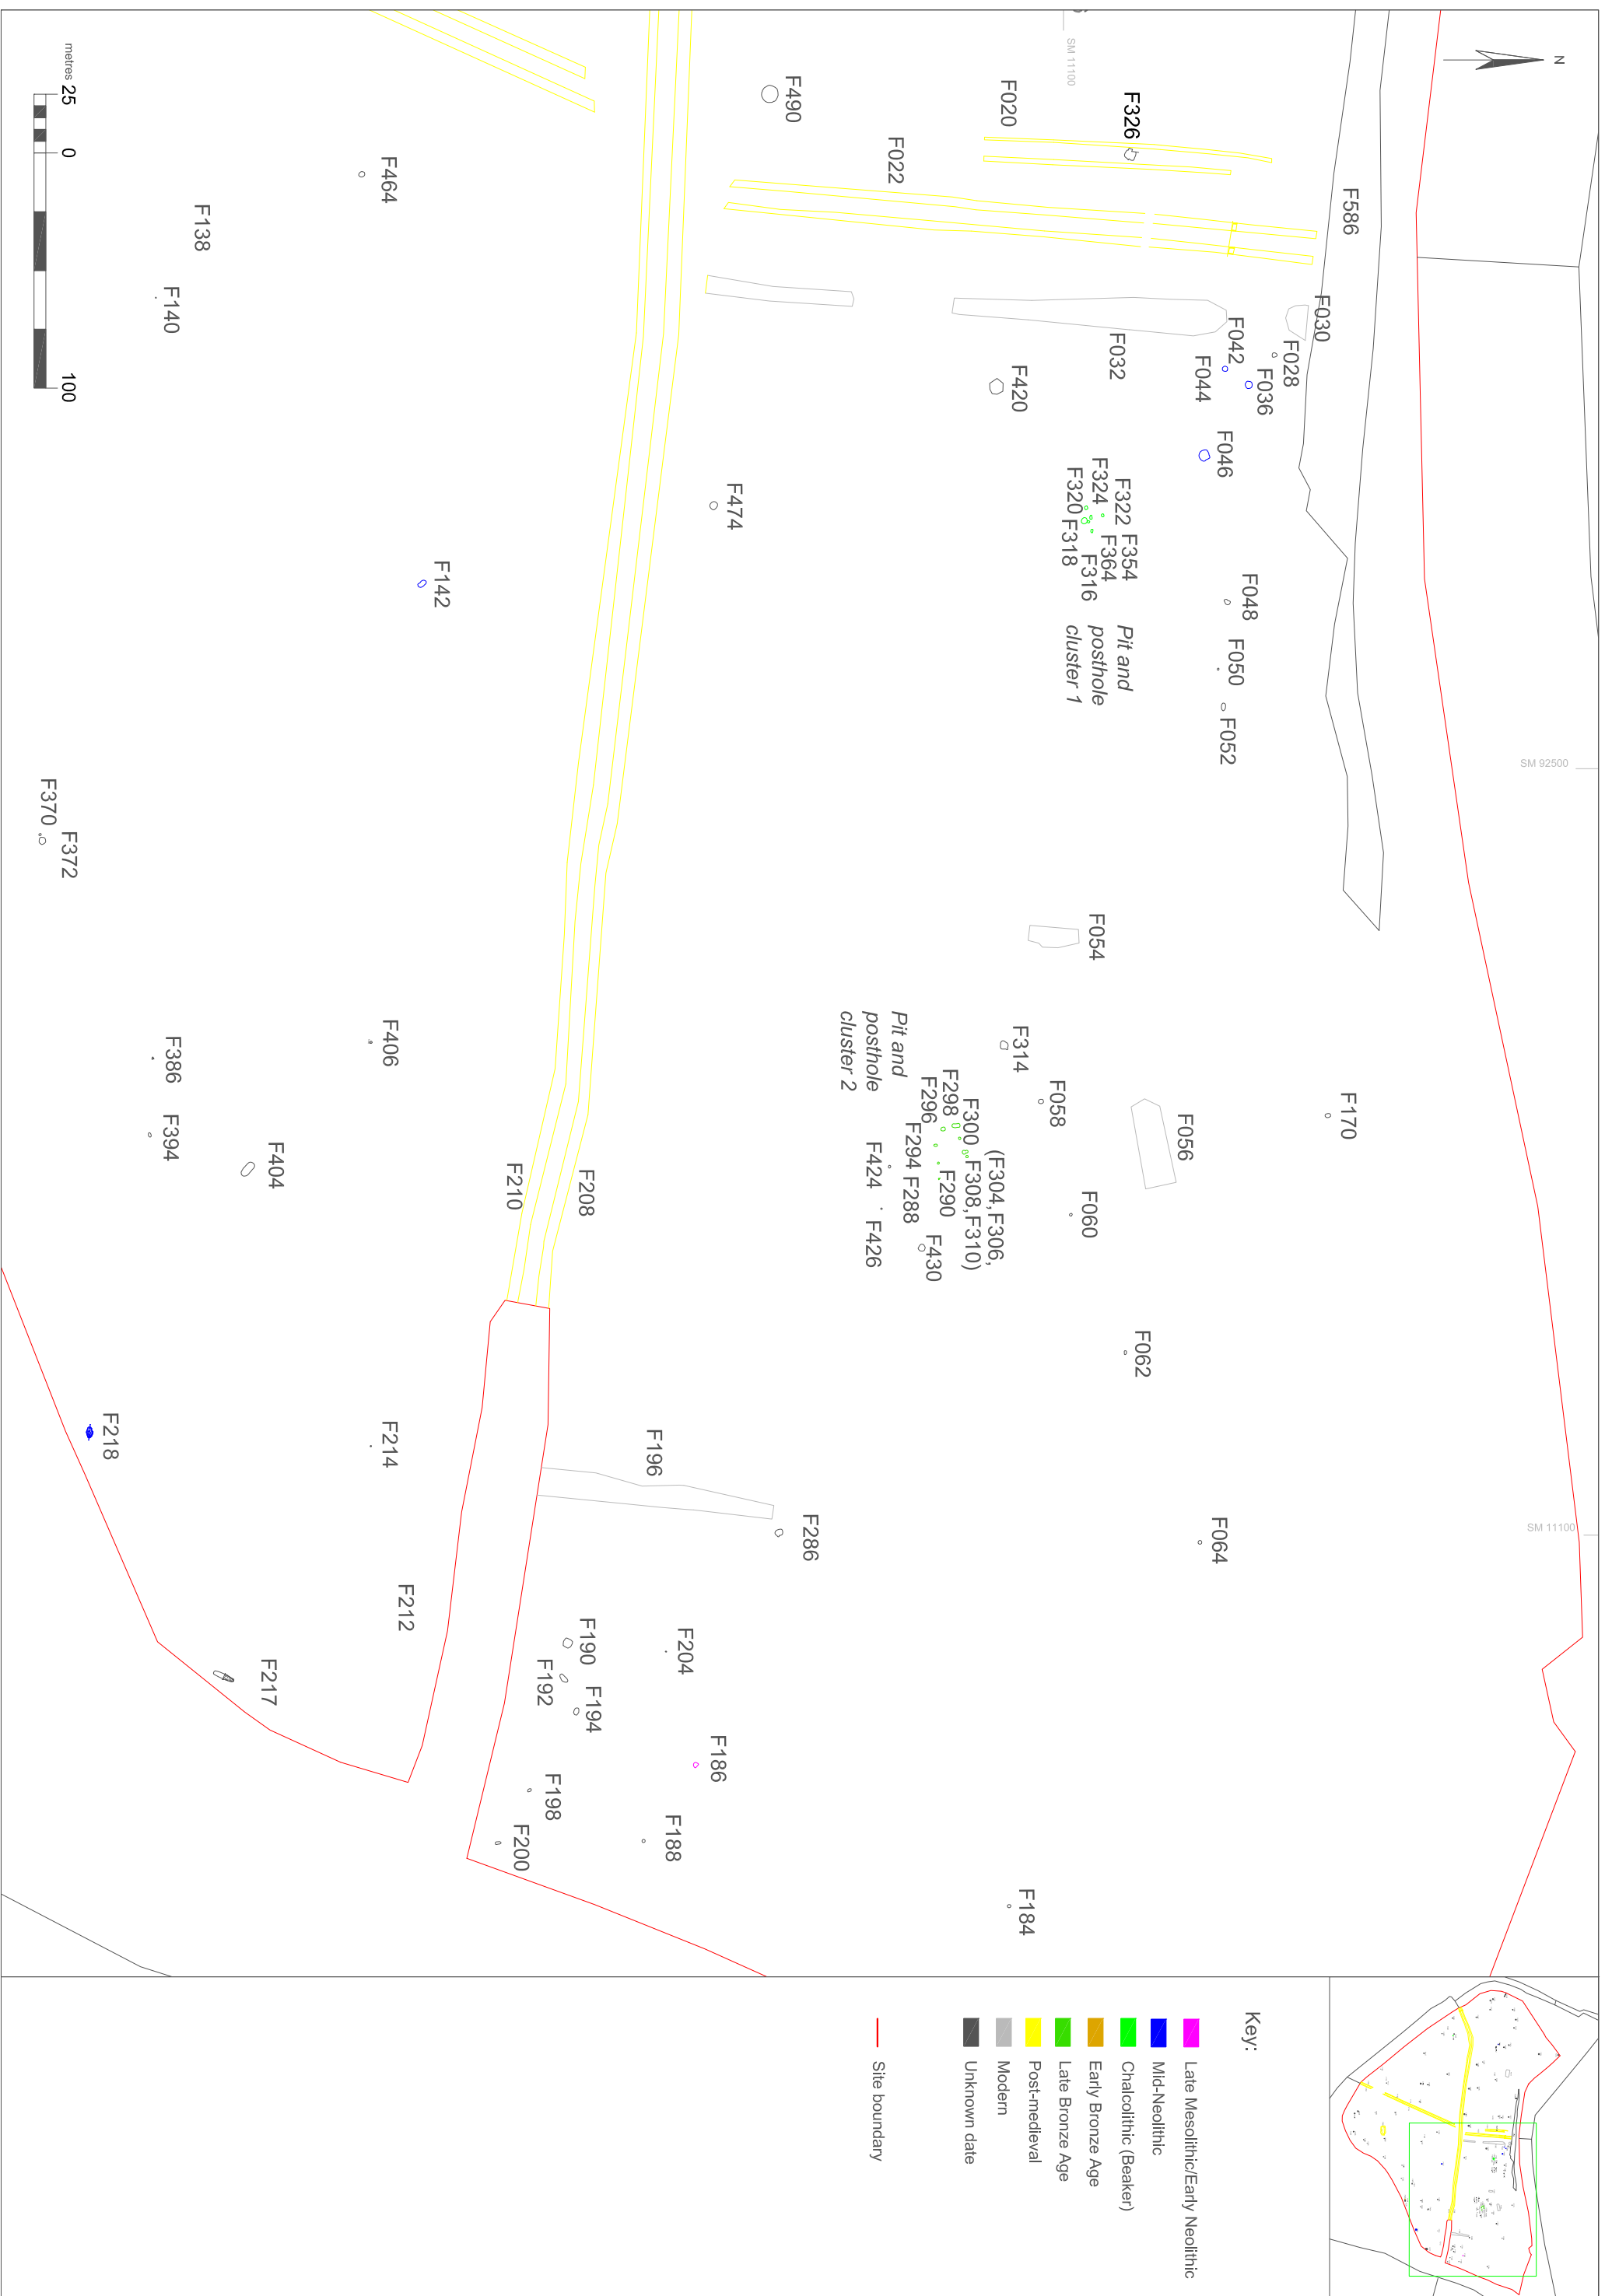 N
SM 92500
SM 11100
SM 11100
F586
F030
F028
F036
F042
F044
F046
F326
F020
F022
F032
F420
F490
F048
F050
F052
F322 F354
F324
F364
F320
F316
F318
Pit and
posthole
cluster 1
F170
F054
F056
F314
F058
F060
F062
F064
(F304, F306,
F308, F310)
F300
F298
F296
F290
F294 F288
F430
F424
F426
Pit and
posthole
cluster 2
F474
F464
F142
F138
F140
F208
F210
F196
F286
F204
F190
F192
F194
F186
F188
F198
F200
F184
F406
F404
F386
F394
F370
F372
F214
F212
F217
F218
metres 25
0
100
Key:
Late Mesolithic/Early Neolithic
Mid-Neolithic
Chalcolithic (Beaker)
Early Bronze Age
Late Bronze Age
Post-medieval
Modern
Unknown date
Site boundary